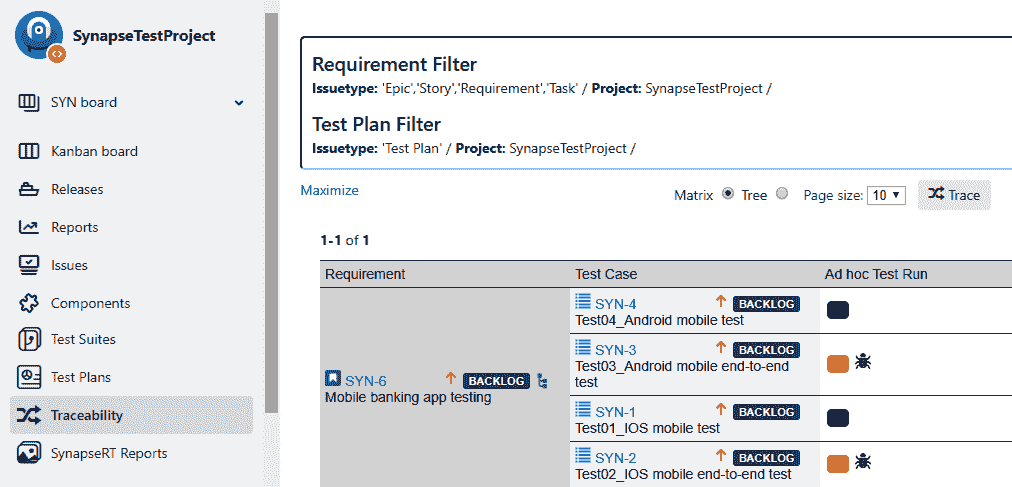 SynapseTestProject
SYN board
Kanban board
Releases
Reports
Issues
Components
Test Suites
Test Plans
Traceability
SynapseRT Reports
Requirement Filter
Issuetype: 'Epic','Story','Requirement','Task' / Project: SynapseTestProject /
Test Plan Filter
Issuetype: 'Test Plan' / Project: SynapseTestProject /
Maximize
Matrix Tree Page size: 10 Trace
1-1 of 1
Requirement Test Case Ad hoc Test Run
SYN-6 BACKLOG
Mobile banking app testing
SYN-4 BACKLOG
Test04_Android mobile test
SYN-3 BACKLOG
Test03_Android mobile end-to-end
test
SYN-1 BACKLOG
Test01_IOS mobile test
SYN-2 BACKLOG
Test02_IOS mobile end-to-end test